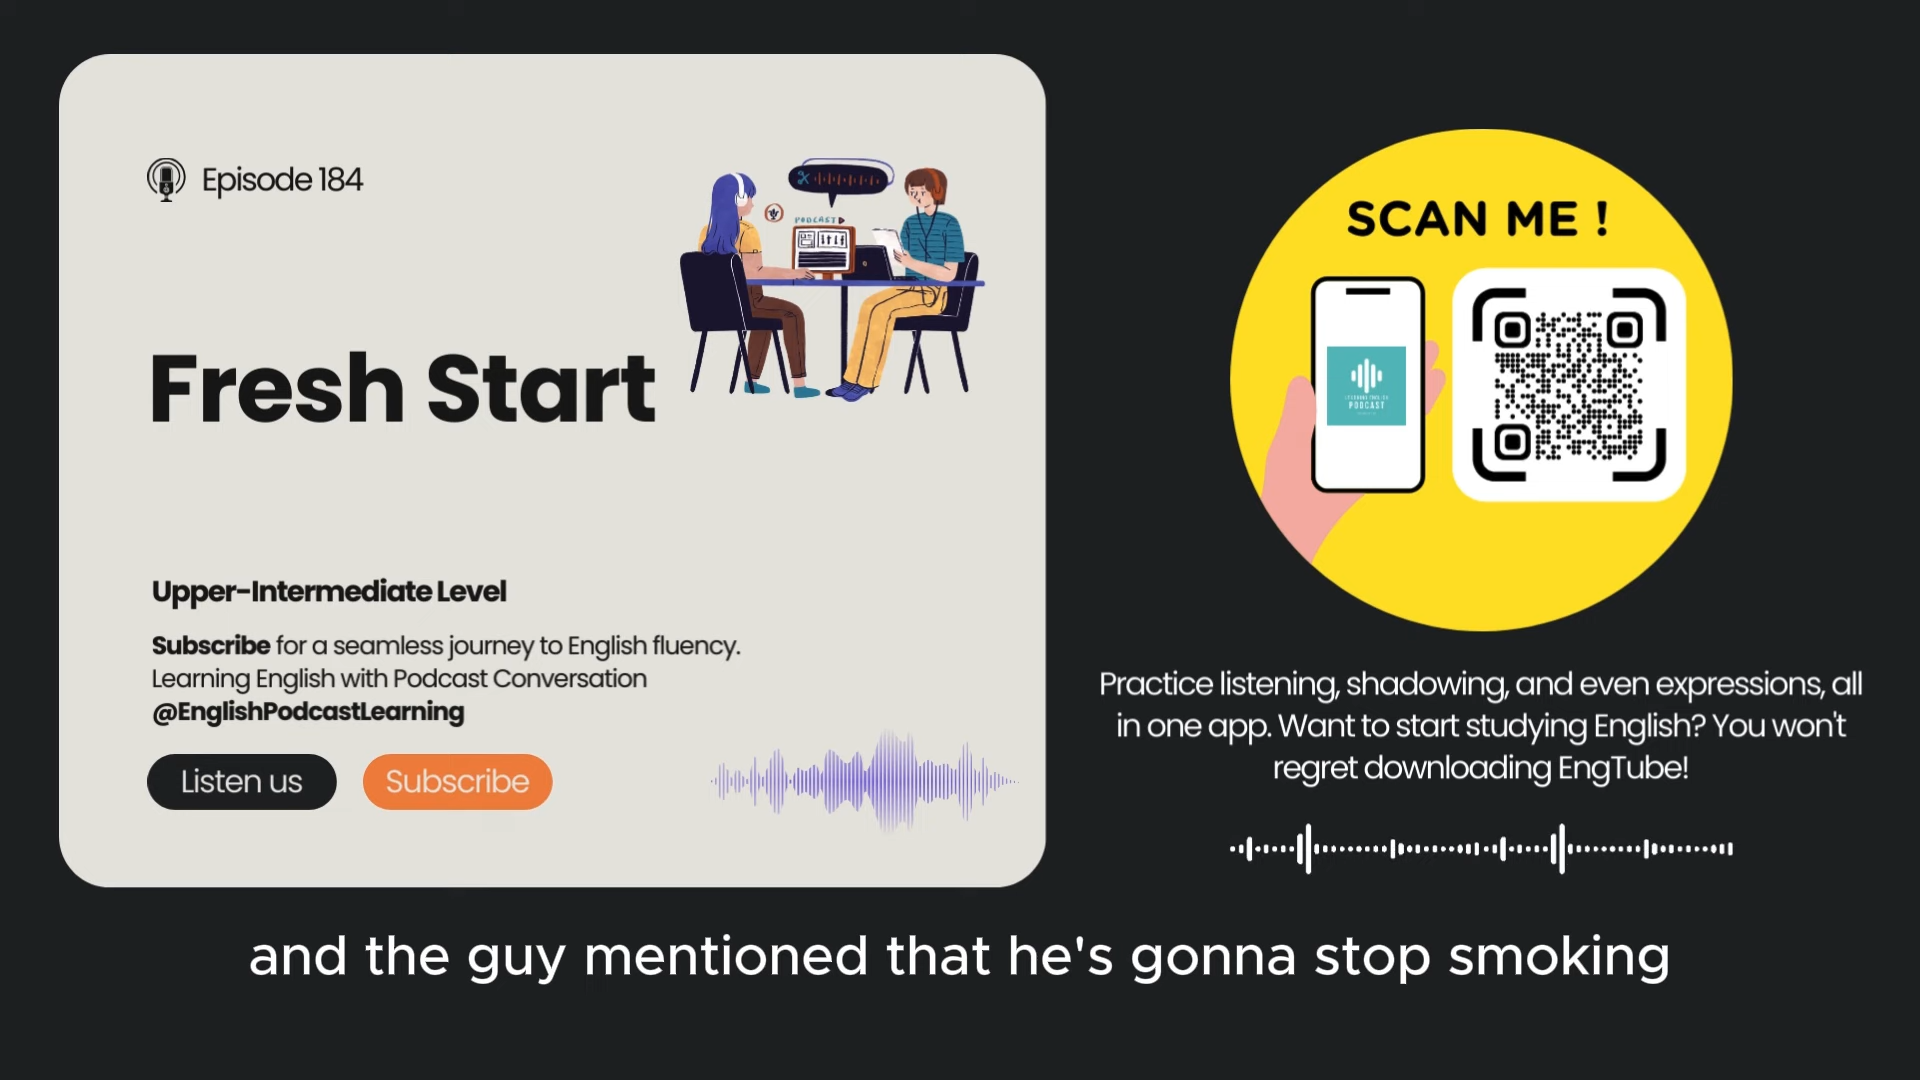 Episode 184
PODCAST
Fresh Start
Upper-Intermediate Level
Subscribe for a seamless journey to English fluency.
Learning English with Podcast Conversation
@EnglishPodcastLearning
Listen us
Subscribe
SCAN ME !
PODCAST
Practice listening, shadowing, and even expressions, all
in one app. Want to start studying English? You won't
regret downloading EngTube!
and the guy mentioned that he's gonna stop smoking